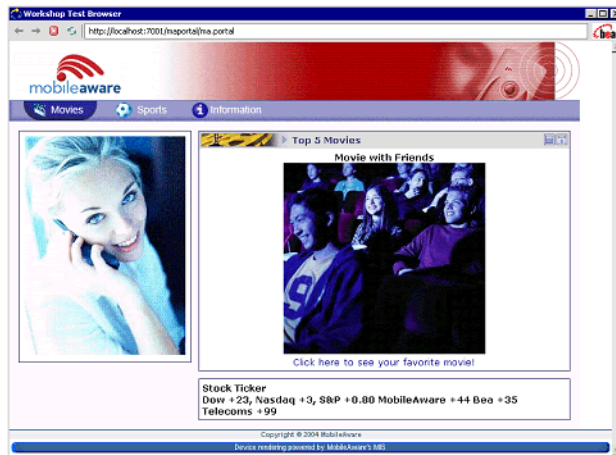 Workshop Test Browser
http://localhost:7001/maportal/ma.portal
bea
mobileaware
Movies Sports Information
Top 5 Movies
Movie with Friends
Click here to see your favorite movie!
Stock Ticker
Dow +23, Nasdaq +3, S&P +0.80 MobileAware +44 Bea +35
Telecoms +99
Copyright © 2004 MobileAware
Device rendering powered by MobileAware's MIS